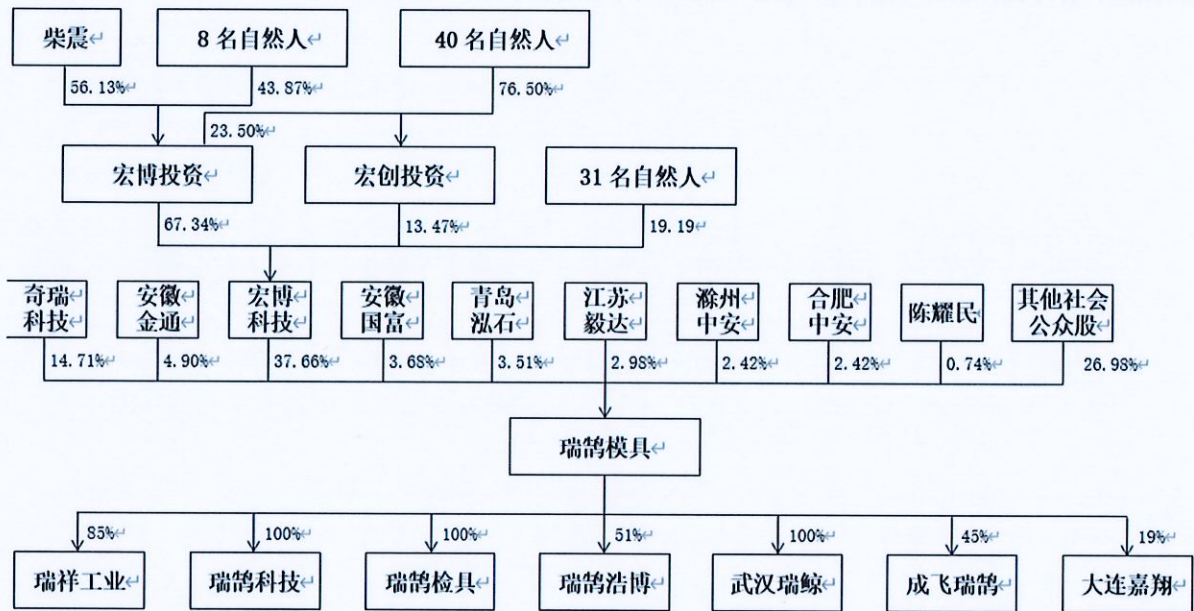 柴震
8 名自然人
40 名自然人
56.13%
43.87%
76.50%
23.50%
宏博投资
宏创投资
31 名自然人
67.34%
13.47%
19.19
奇瑞
科技
安徽
金通
宏博
科技
安徽
国富
青岛
泓石
江苏
毅达
滁州
中安
合肥
中安
陈耀民
其他社会
公众股
14.71%
4.90%
37.66%
3.68%
3.51%
2.98%
2.42%
2.42%
0.74%
26.98%
瑞鹄模具
85%
100%
100%
51%
100%
45%
19%
瑞祥工业
瑞鹄科技
瑞鹄检具
瑞鹄浩博
武汉瑞鲸
成飞瑞鹄
大连嘉翔